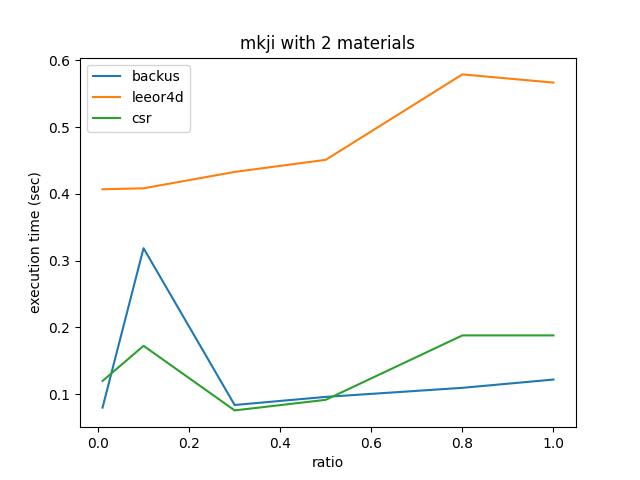 mkji with 2 materials
backus
leeor4d
csr
execution time (sec)
0.6
0.5
0.4
0.3
0.2
0.1
0.0 0.2 0.4 0.6 0.8 1.0
ratio